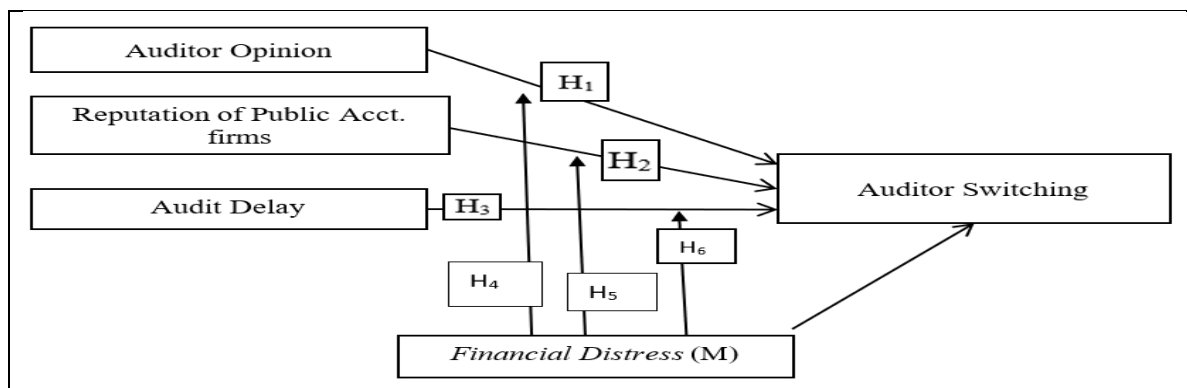 Auditor Opinion
H₁
Reputation of Public Acct.
firms
H₂
Auditor Switching
Audit Delay
H₃
H₆
H₄
H₅
Financial Distress (M)